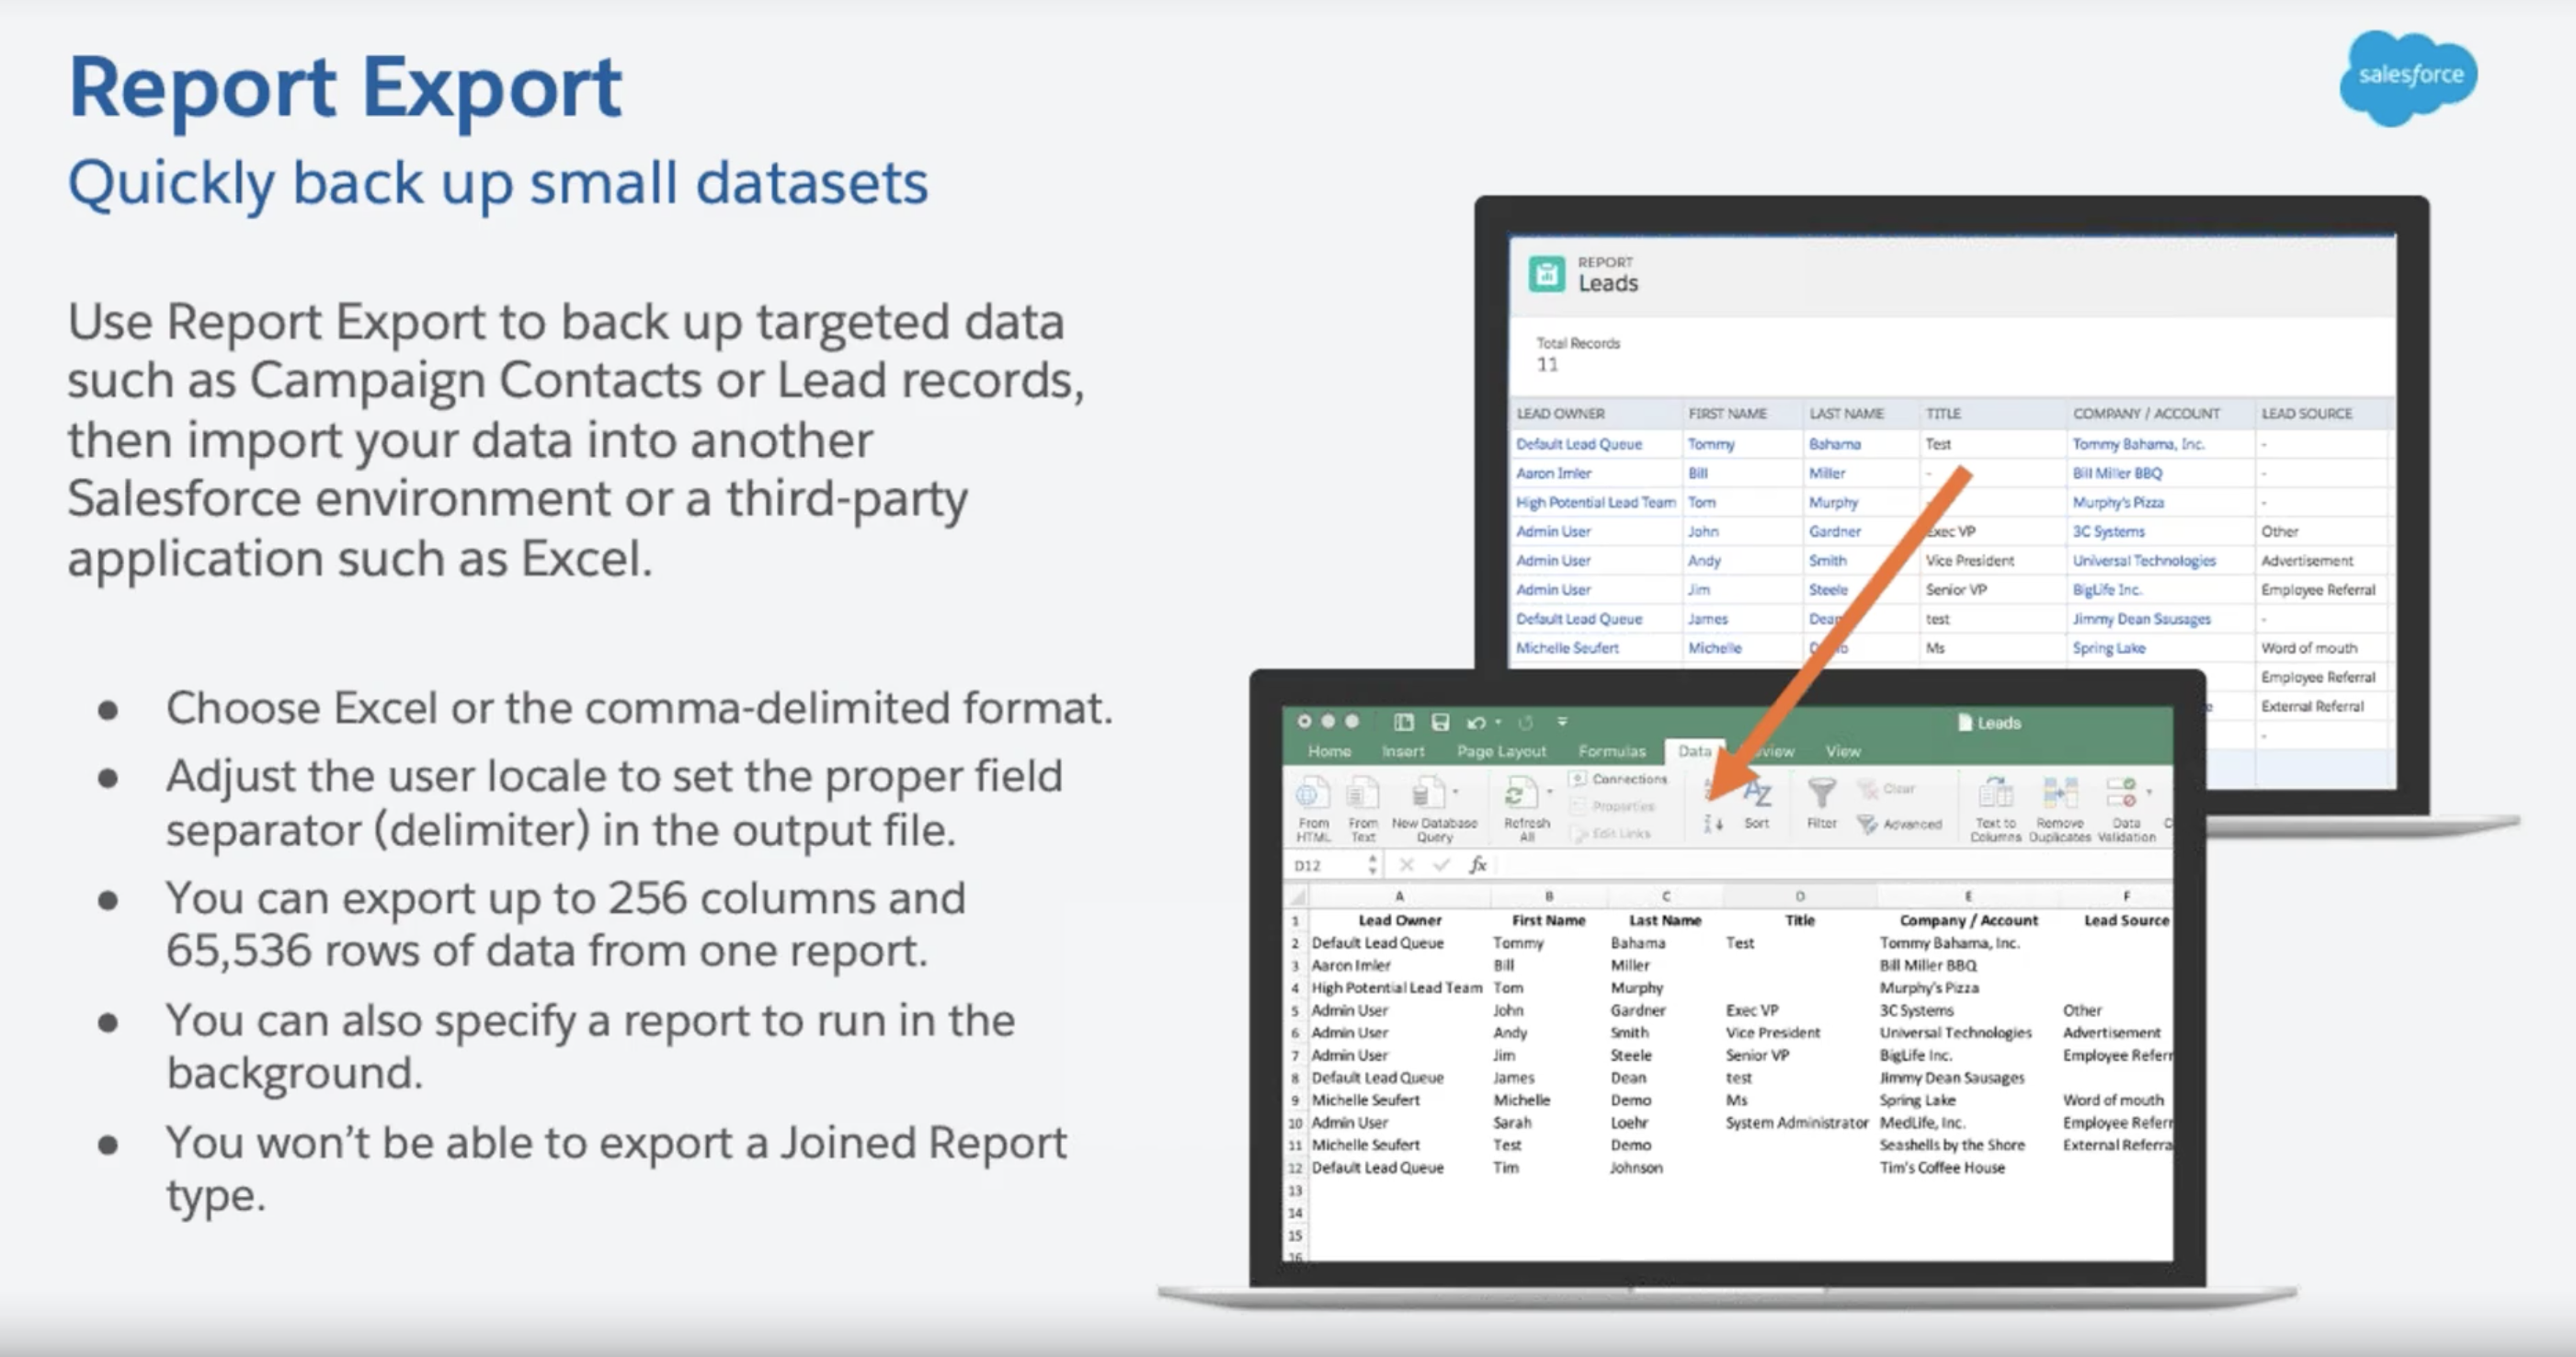 Report Export
salesforce
Quickly back up small datasets
Use Report Export to back up targeted data
such as Campaign Contacts or Lead records,
then import your data into another
Salesforce environment or a third-party
application such as Excel.
● Choose Excel or the comma-delimited format.
● Adjust the user locale to set the proper field
separator (delimiter) in the output file.
● You can export up to 256 columns and
65,536 rows of data from one report.
● You can also specify a report to run in the
background.
● You won't be able to export a Joined Report
type.
REPORT
Leads
Total Records
11
LEAD OWNER FIRST NAME LAST NAME TITLE COMPANY / ACCOUNT LEAD SOURCE
Default Lead Queue Tommy Bahama Test Tommy Bahama, Inc. -
Aaron Imler Bill Miller - Bill Miller BBQ -
High Potential Lead Team Tom Murphy Murphy's Pizza -
Admin User John Gardner Exec VP 3C Systems Other
Admin User Andy Smith Vice President Universal Technologies Advertisement
Admin User Jim Steele Senior VP BigLife Inc. Employee Referral
Default Lead Queue James Dean test Jimmy Dean Sausages -
Michelle Seufert Michelle Ms Spring Lake Word of mouth
Employee Referral
e External Referral
-
Leads
Home Insert Page Layout Formulas Data View
From HTML From Text New Database Query Refresh All Connections Properties Edit Links Sort Filter Clear Advanced Text to Columns Remove Duplicates Data Validation
D12 fx
A B C D E F
1 Lead Owner First Name Last Name Title Company / Account Lead Source
2 Default Lead Queue Tommy Bahama Test Tommy Bahama, Inc.
3 Aaron Imler Bill Miller Bill Miller BBQ
4 High Potential Lead Team Tom Murphy Murphy's Pizza
5 Admin User John Gardner Exec VP 3C Systems Other
6 Admin User Andy Smith Vice President Universal Technologies Advertisement
7 Admin User Jim Steele Senior VP BigLife Inc. Employee Referr
8 Default Lead Queue James Dean test Jimmy Dean Sausages
9 Michelle Seufert Michelle Demo Ms Spring Lake Word of mouth
10 Admin User Sarah Loehr System Administrator MedLife, Inc. Employee Referr
11 Michelle Seufert Test Demo Seashells by the Shore External Referra
12 Default Lead Queue Tim Johnson Tim's Coffee House
13
14
15
16